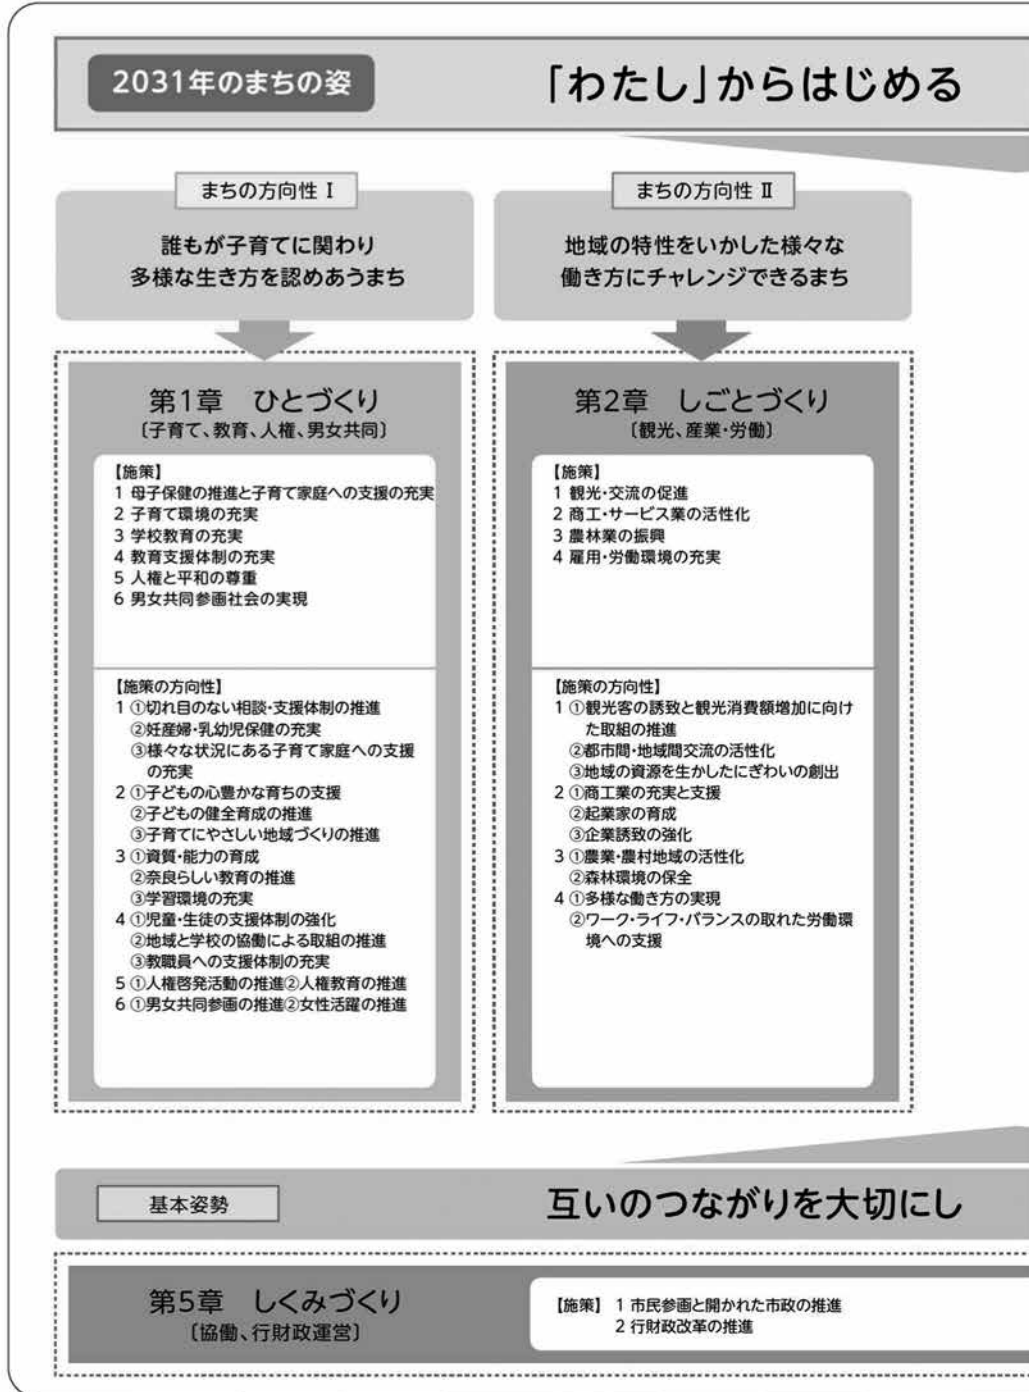 2031年のまちの姿
「わたし」からはじめる
まちの方向性 Ⅰ
誰もが子育てに関わり
多様な生き方を認めあうまち
第1章　ひとづくり
〔子育て、教育、人権、男女共同〕
【施策】
1 母子保健の推進と子育て家庭への支援の充実
2 子育て環境の充実
3 学校教育の充実
4 教育支援体制の充実
5 人権と平和の尊重
6 男女共同参画社会の実現
【施策の方向性】
1 ①切れ目のない相談・支援体制の推進
②妊産婦・乳幼児保健の充実
③様々な状況にある子育て家庭への支援
の充実
2 ①子どもの心豊かな育ちの支援
②子どもの健全育成の推進
③子育てにやさしい地域づくりの推進
3 ①資質・能力の育成
②奈良らしい教育の推進
③学習環境の充実
4 ①児童・生徒の支援体制の強化
②地域と学校の協働による取組の推進
③教職員への支援体制の充実
5 ①人権啓発活動の推進②人権教育の推進
6 ①男女共同参画の推進②女性活躍の推進
まちの方向性 Ⅱ
地域の特性をいかした様々な
働き方にチャレンジできるまち
第2章　しごとづくり
〔観光、産業・労働〕
【施策】
1 観光・交流の促進
2 商工・サービス業の活性化
3 農林業の振興
4 雇用・労働環境の充実
【施策の方向性】
1 ①観光客の誘致と観光消費額増加に向け
た取組の推進
②都市間・地域間交流の活性化
③地域の資源を生かしたにぎわいの創出
2 ①商工業の充実と支援
②起業家の育成
③企業誘致の強化
3 ①農業・農村地域の活性化
②森林環境の保全
4 ①多様な働き方の実現
②ワーク・ライフ・バランスの取れた労働環
境への支援
基本姿勢
互いのつながりを大切にし
第5章　しくみづくり
〔協働、行財政運営〕
【施策】 1 市民参画と開かれた市政の推進
2 行財政改革の推進